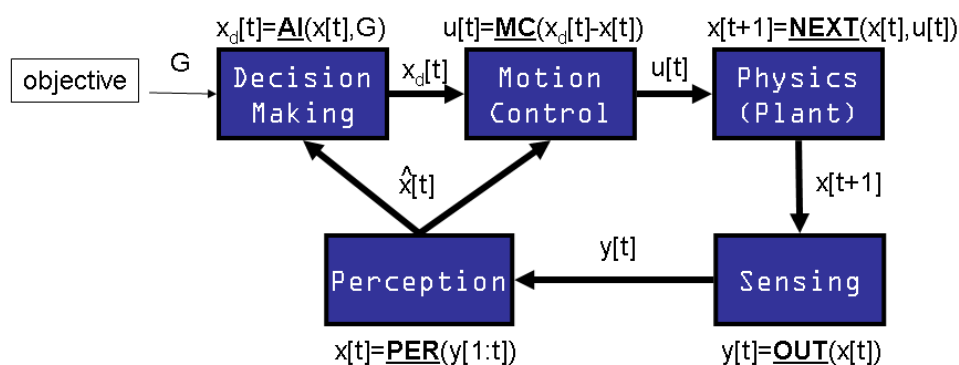 x_d[t]=AI(x[t],G)
u[t]=MC(x_d[t]-x[t])
x[t+1]=NEXT(x[t],u[t])
objective
G
Decision
Making
x_d[t]
Motion
Control
u[t]
Physics
(Plant)
x̂[t]
x[t+1]
Perception
y[t]
Sensing
x[t]=PER(y[1:t])
y[t]=OUT(x[t])